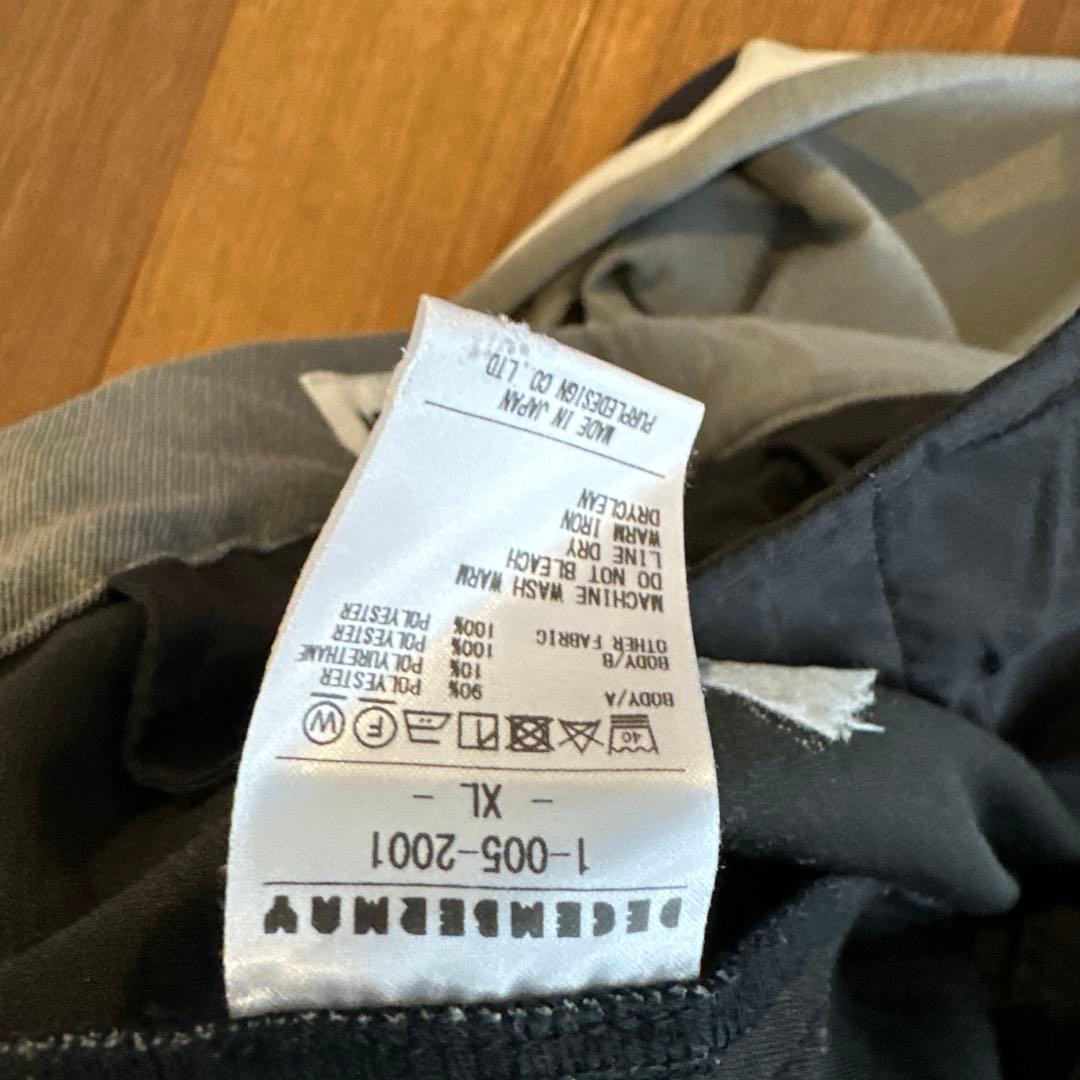 DECEMBERMAY
1-005-2001
- XL -
40 F W
BODY/A 90% POLYESTER
10% POLYURETHANE
BODY/B 100% POLYESTER
OTHER FABRIC 100% POLYESTER
MACHINE WASH WARM
DO NOT BLEACH
LINE DRY
WARM IRON
DRYCLEAN
MADE IN JAPAN
PURPLEDESIGN CO.,LTD.